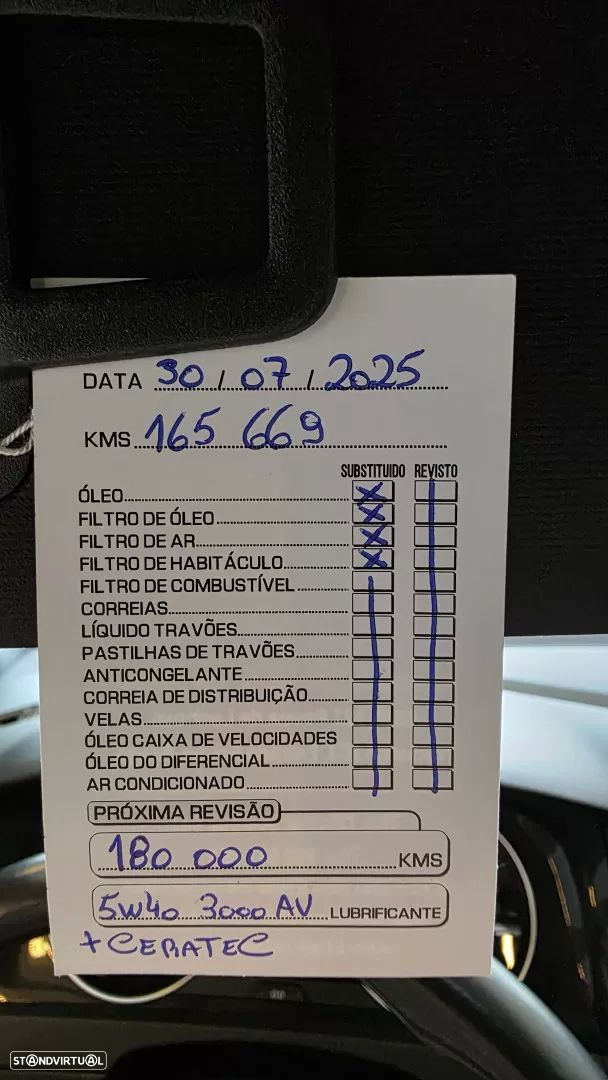 DATA 30 / 07 / 2025
KMS 165 669
SUBSTITUIDO REVISTO
ÓLEO
FILTRO DE ÓLEO
FILTRO DE AR
FILTRO DE HABITÁCULO
FILTRO DE COMBUSTÍVEL
CORREIAS
LÍQUIDO TRAVÕES
PASTILHAS DE TRAVÕES
ANTICONGELANTE
CORREIA DE DISTRIBUIÇÃO
VELAS
ÓLEO CAIXA DE VELOCIDADES
ÓLEO DO DIFERENCIAL
AR CONDICIONADO
PRÓXIMA REVISÃO
180 000 KMS
5W40 3000 AV LUBRIFICANTE
+ CERATEC
STANDVIRTUAL